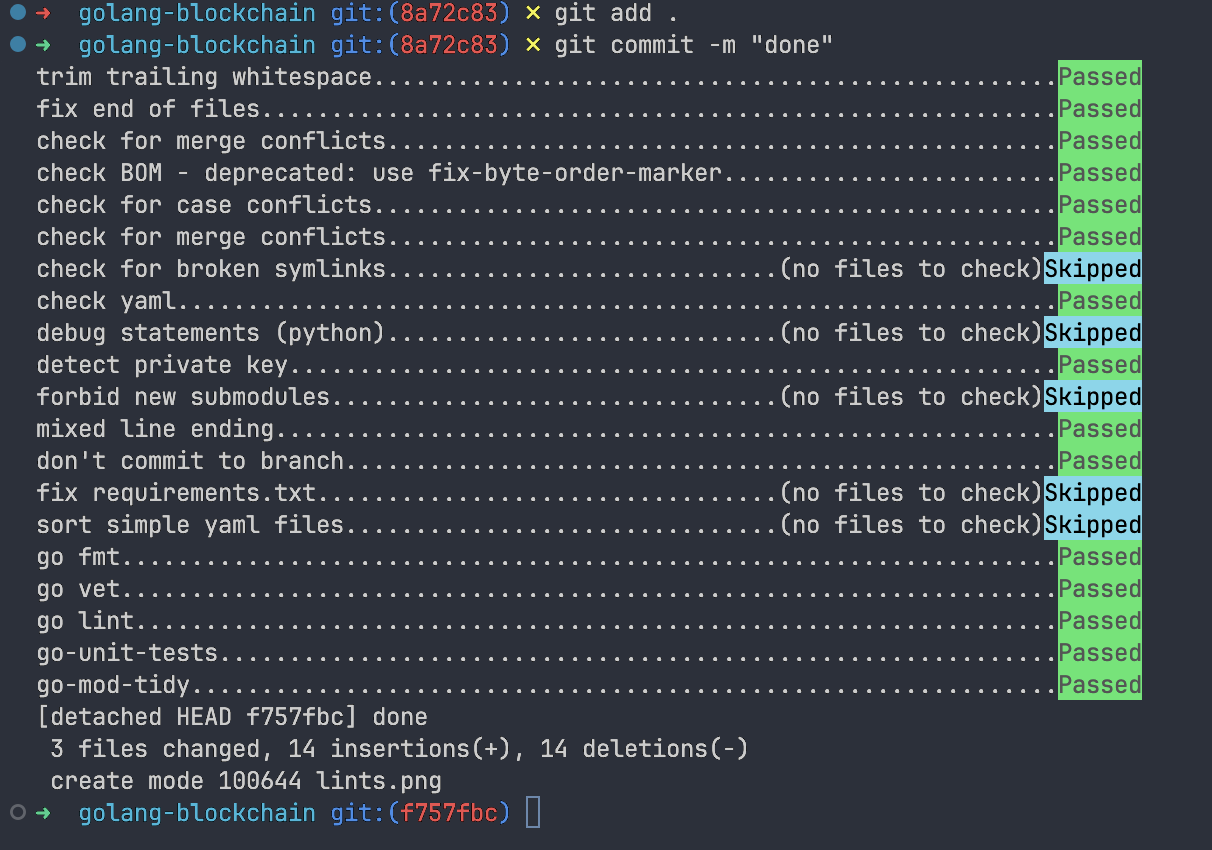 ➜ golang-blockchain git:(8a72c83) ✗ git add .
➜ golang-blockchain git:(8a72c83) ✗ git commit -m "done"
trim trailing whitespace.................................................Passed
fix end of files.........................................................Passed
check for merge conflicts................................................Passed
check BOM - deprecated: use fix-byte-order-marker........................Passed
check for case conflicts.................................................Passed
check for merge conflicts................................................Passed
check for broken symlinks............................(no files to check)Skipped
check yaml...............................................................Passed
debug statements (python)............................(no files to check)Skipped
detect private key.......................................................Passed
forbid new submodules................................(no files to check)Skipped
mixed line ending........................................................Passed
don't commit to branch...................................................Passed
fix requirements.txt.................................(no files to check)Skipped
sort simple yaml files...............................(no files to check)Skipped
go fmt...................................................................Passed
go vet...................................................................Passed
go lint..................................................................Passed
go-unit-tests............................................................Passed
go-mod-tidy..............................................................Passed
[detached HEAD f757fbc] done
 3 files changed, 14 insertions(+), 14 deletions(-)
 create mode 100644 lints.png
➜ golang-blockchain git:(f757fbc)